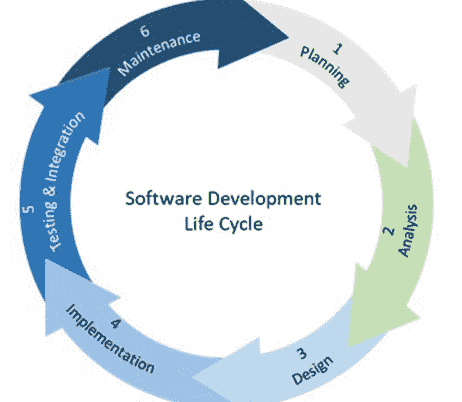 Software Development
Life Cycle
1
Planning
2
Analysis
3
Design
4
Implementation
5
Testing & Integration
6
Maintenance